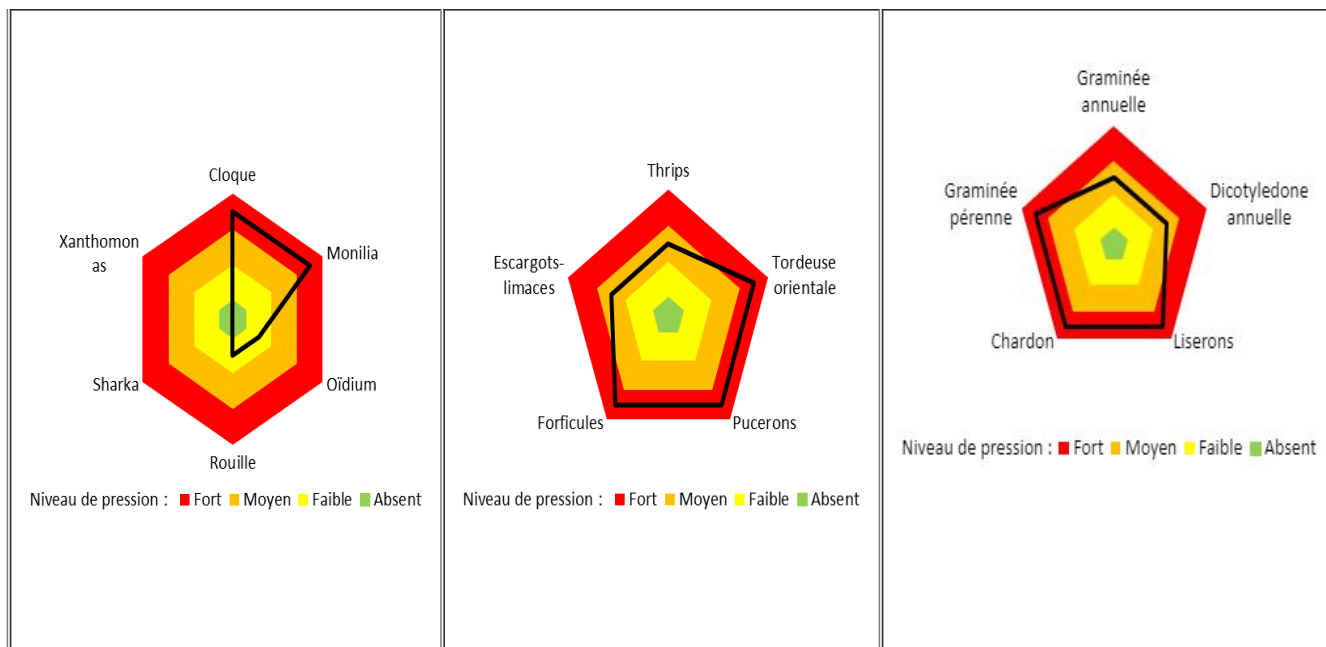 Cloque
Xanthomon
as
Monilia
Sharka
Oïdium
Rouille
Niveau de pression : Fort Moyen Faible Absent
Thrips
Escargots-
limaces
Tordeuse
orientale
Forficules
Pucerons
Niveau de pression : Fort Moyen Faible Absent
Graminée
annuelle
Graminée
pérenne
Dicotyledone
annuelle
Chardon
Liserons
Niveau de pression : Fort Moyen Faible Absent